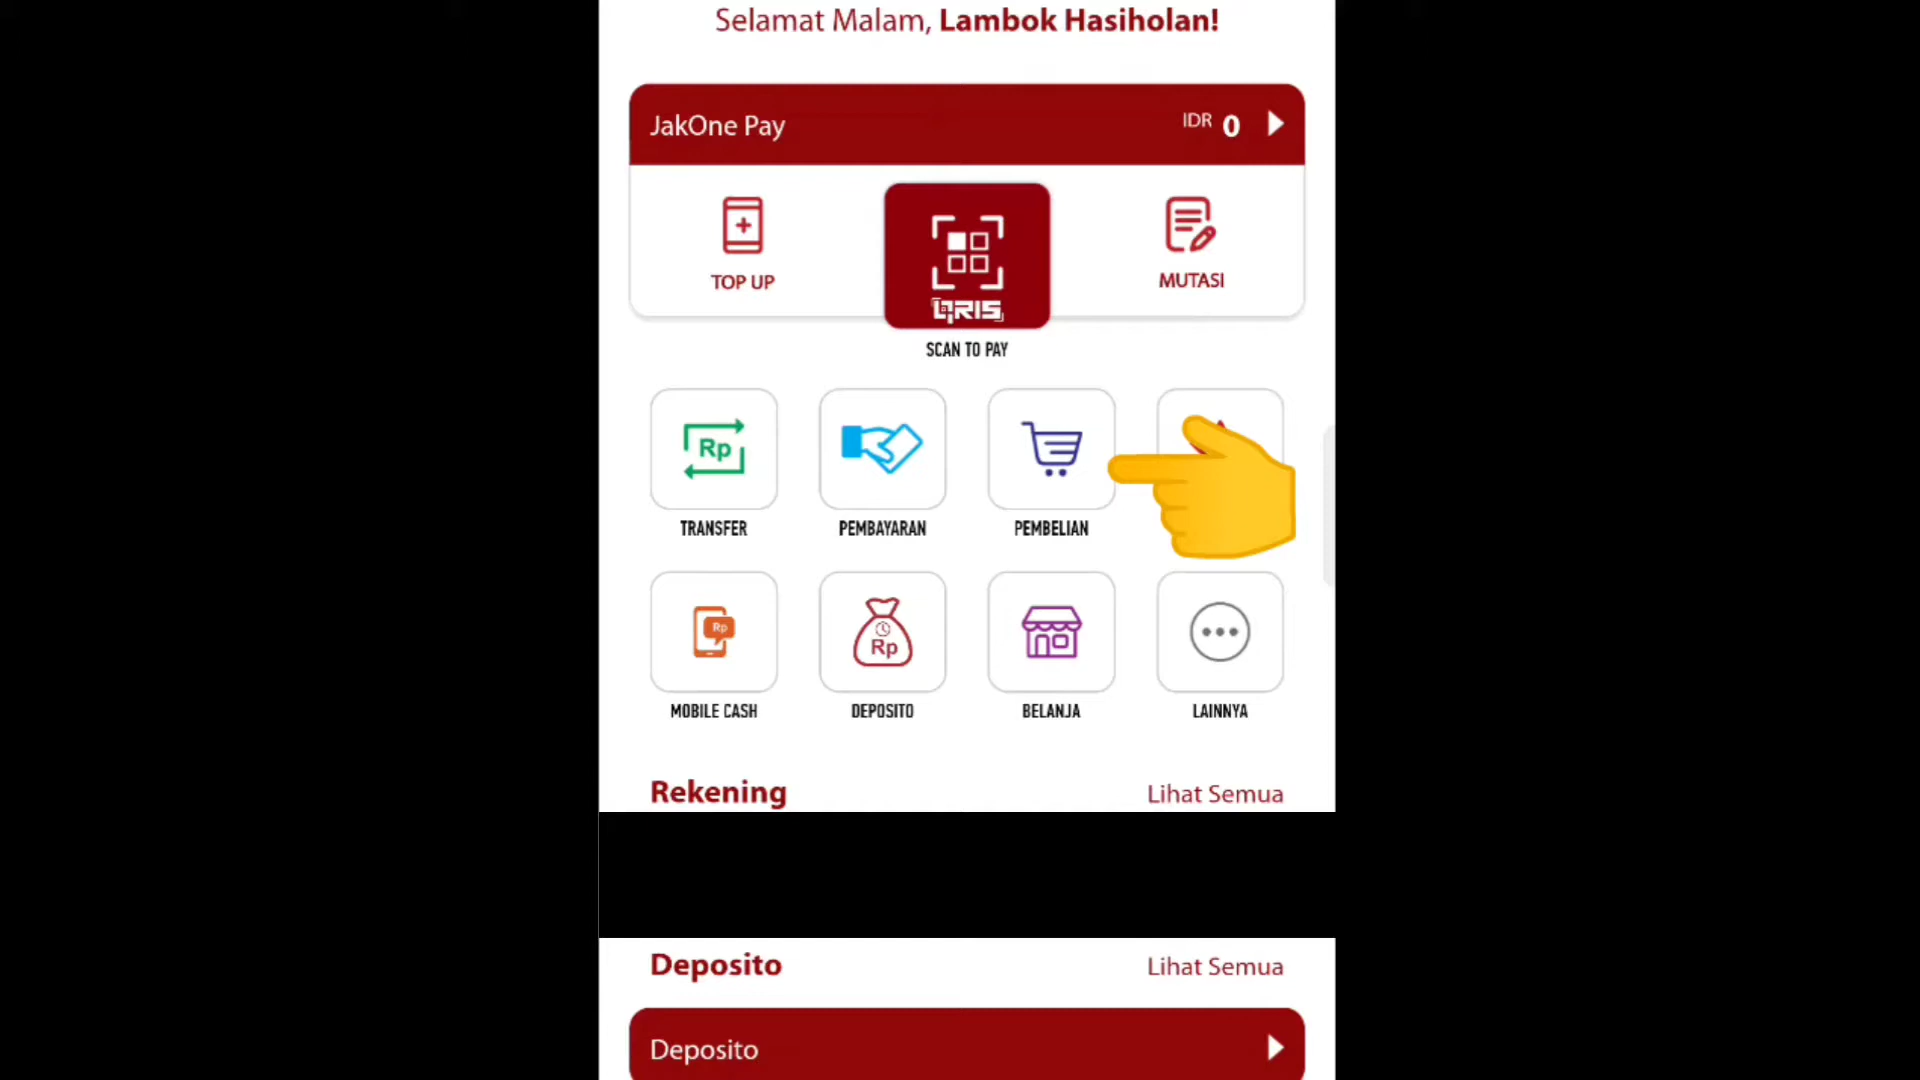 Selamat Malam, Lambok Hasiholan!
JakOne Pay IDR 0
TOP UP
QRIS
MUTASI
SCAN TO PAY
Rp
TRANSFER PEMBAYARAN PEMBELIAN
Rp
Rp
MOBILE CASH DEPOSITO BELANJA LAINNYA
Rekening Lihat Semua
Deposito Lihat Semua
Deposito